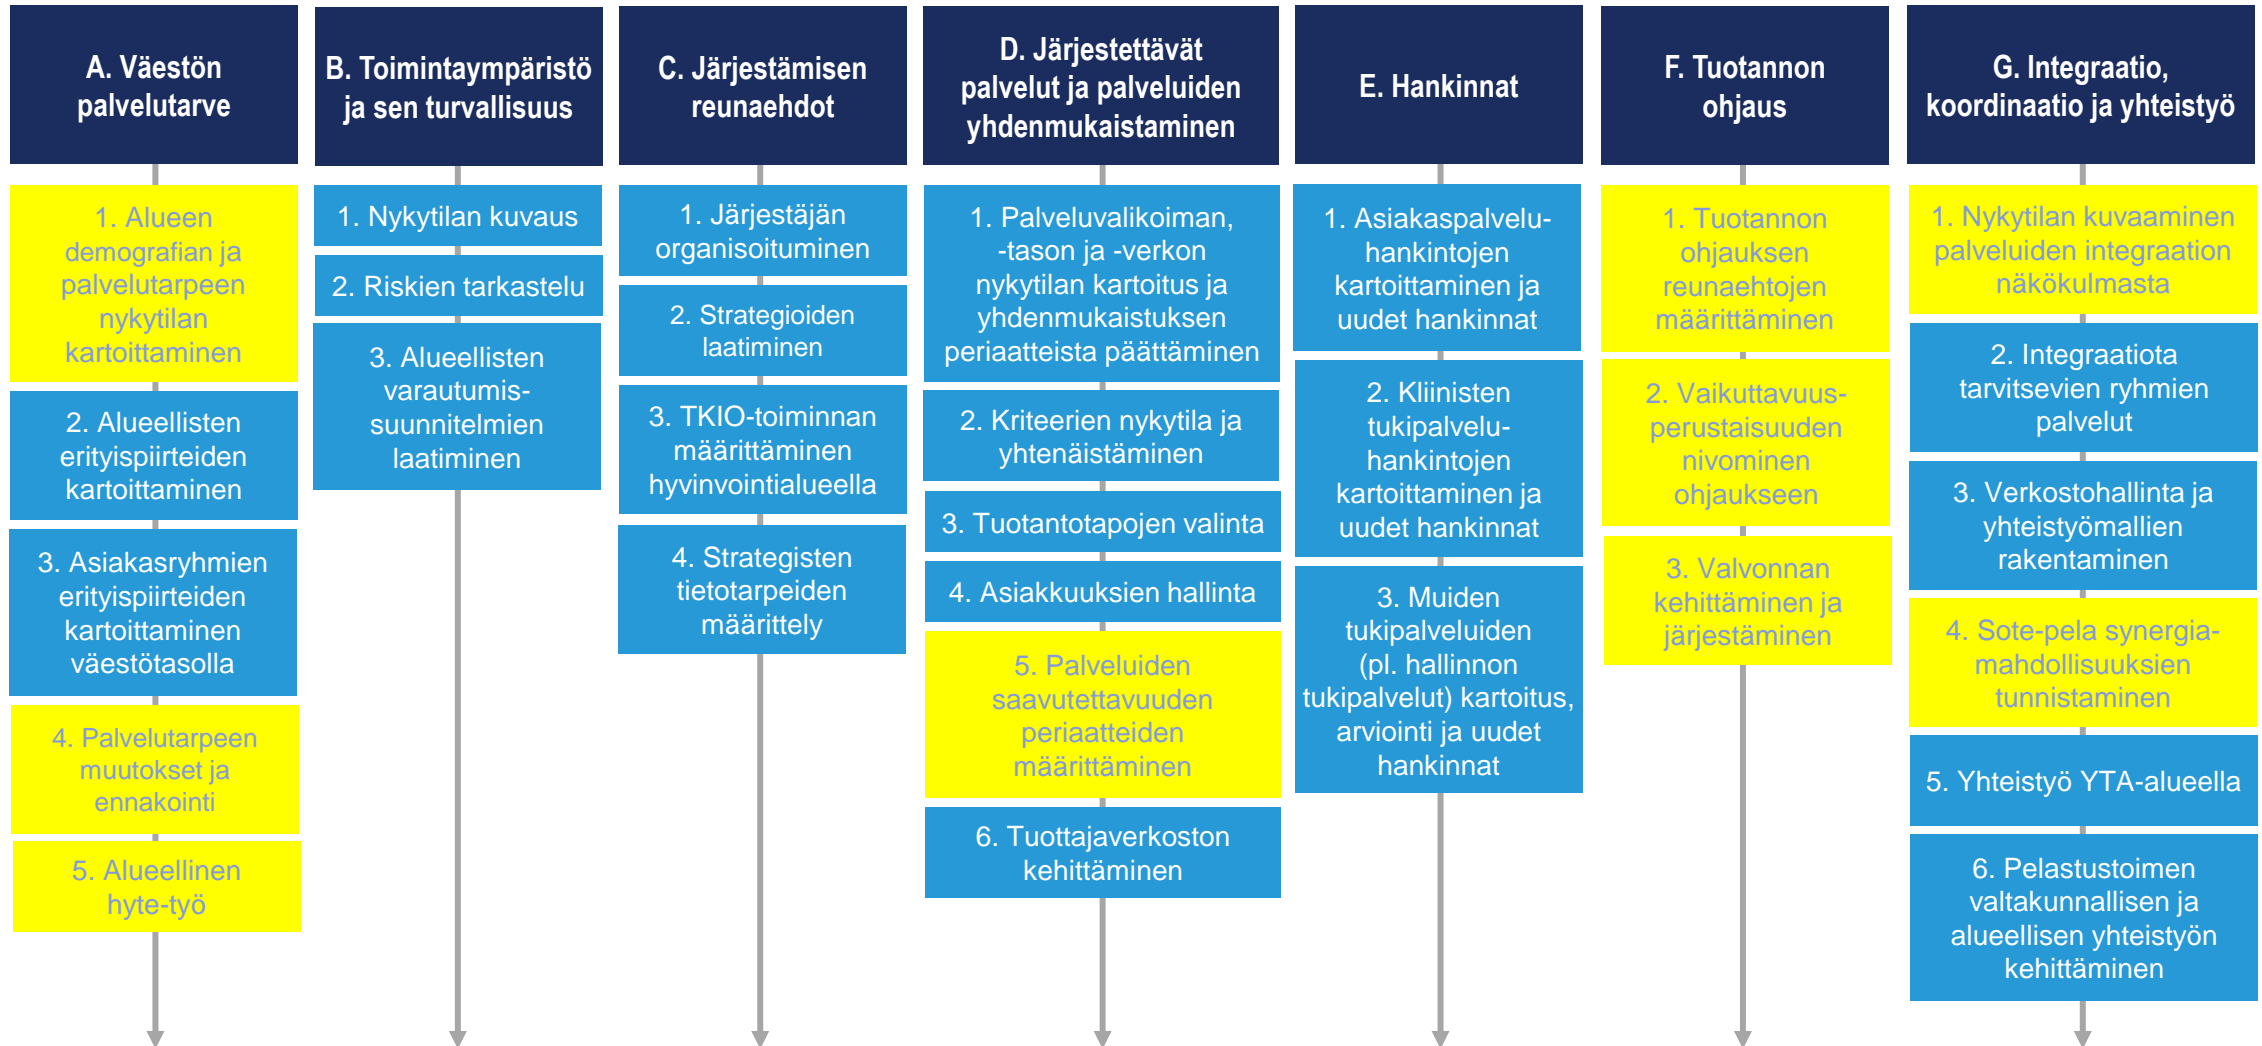 A. Väestön
palvelutarve
1. Alueen
demografian ja
palvelutarpeen
nykytilan
kartoittaminen
2. Alueellisten
erityispiirteiden
kartoittaminen
3. Asiakasryhmien
erityispiirteiden
kartoittaminen
väestötasolla
4. Palvelutarpeen
muutokset ja
ennakointi
5. Alueellinen
hyte-työ
B. Toimintaympäristö
ja sen turvallisuus
1. Nykytilan kuvaus
2. Riskien tarkastelu
3. Alueellisten
varautumis-
suunnitelmien
laatiminen
C. Järjestämisen
reunaehdot
1. Järjestäjän
organisoituminen
2. Strategioiden
laatiminen
3. TKIO-toiminnan
määrittäminen
hyvinvointialueella
4. Strategisten
tietotarpeiden
määrittely
D. Järjestettävät
palvelut ja palveluiden
yhdenmukaistaminen
1. Palveluvalikoiman,
-tason ja -verkon
nykytilan kartoitus ja
yhdenmukaistuksen
periaatteista päättäminen
2. Kriteerien nykytila ja
yhtenäistäminen
3. Tuotantotapojen valinta
4. Asiakkuuksien hallinta
5. Palveluiden
saavutettavuuden
periaatteiden
määrittäminen
6. Tuottajaverkoston
kehittäminen
E. Hankinnat
1. Asiakaspalvelu-
hankintojen
kartoittaminen ja
uudet hankinnat
2. Kliinisten
tukipalvelu-
hankintojen
kartoittaminen ja
uudet hankinnat
3. Muiden
tukipalveluiden
(pl. hallinnon
tukipalvelut) kartoitus,
arviointi ja uudet
hankinnat
F. Tuotannon
ohjaus
1. Tuotannon
ohjauksen
reunaehtojen
määrittäminen
2. Vaikuttavuus-
perustaisuuden
nivominen
ohjaukseen
3. Valvonnan
kehittäminen ja
järjestäminen
G. Integraatio,
koordinaatio ja yhteistyö
1. Nykytilan kuvaaminen
palveluiden integraation
näkökulmasta
2. Integraatiota
tarvitsevien ryhmien
palvelut
3. Verkostohallinta ja
yhteistyömallien
rakentaminen
4. Sote-pela synergia-
mahdollisuuksien
tunnistaminen
5. Yhteistyö YTA-alueella
6. Pelastustoimen
valtakunnallisen ja
alueellisen yhteistyön
kehittäminen